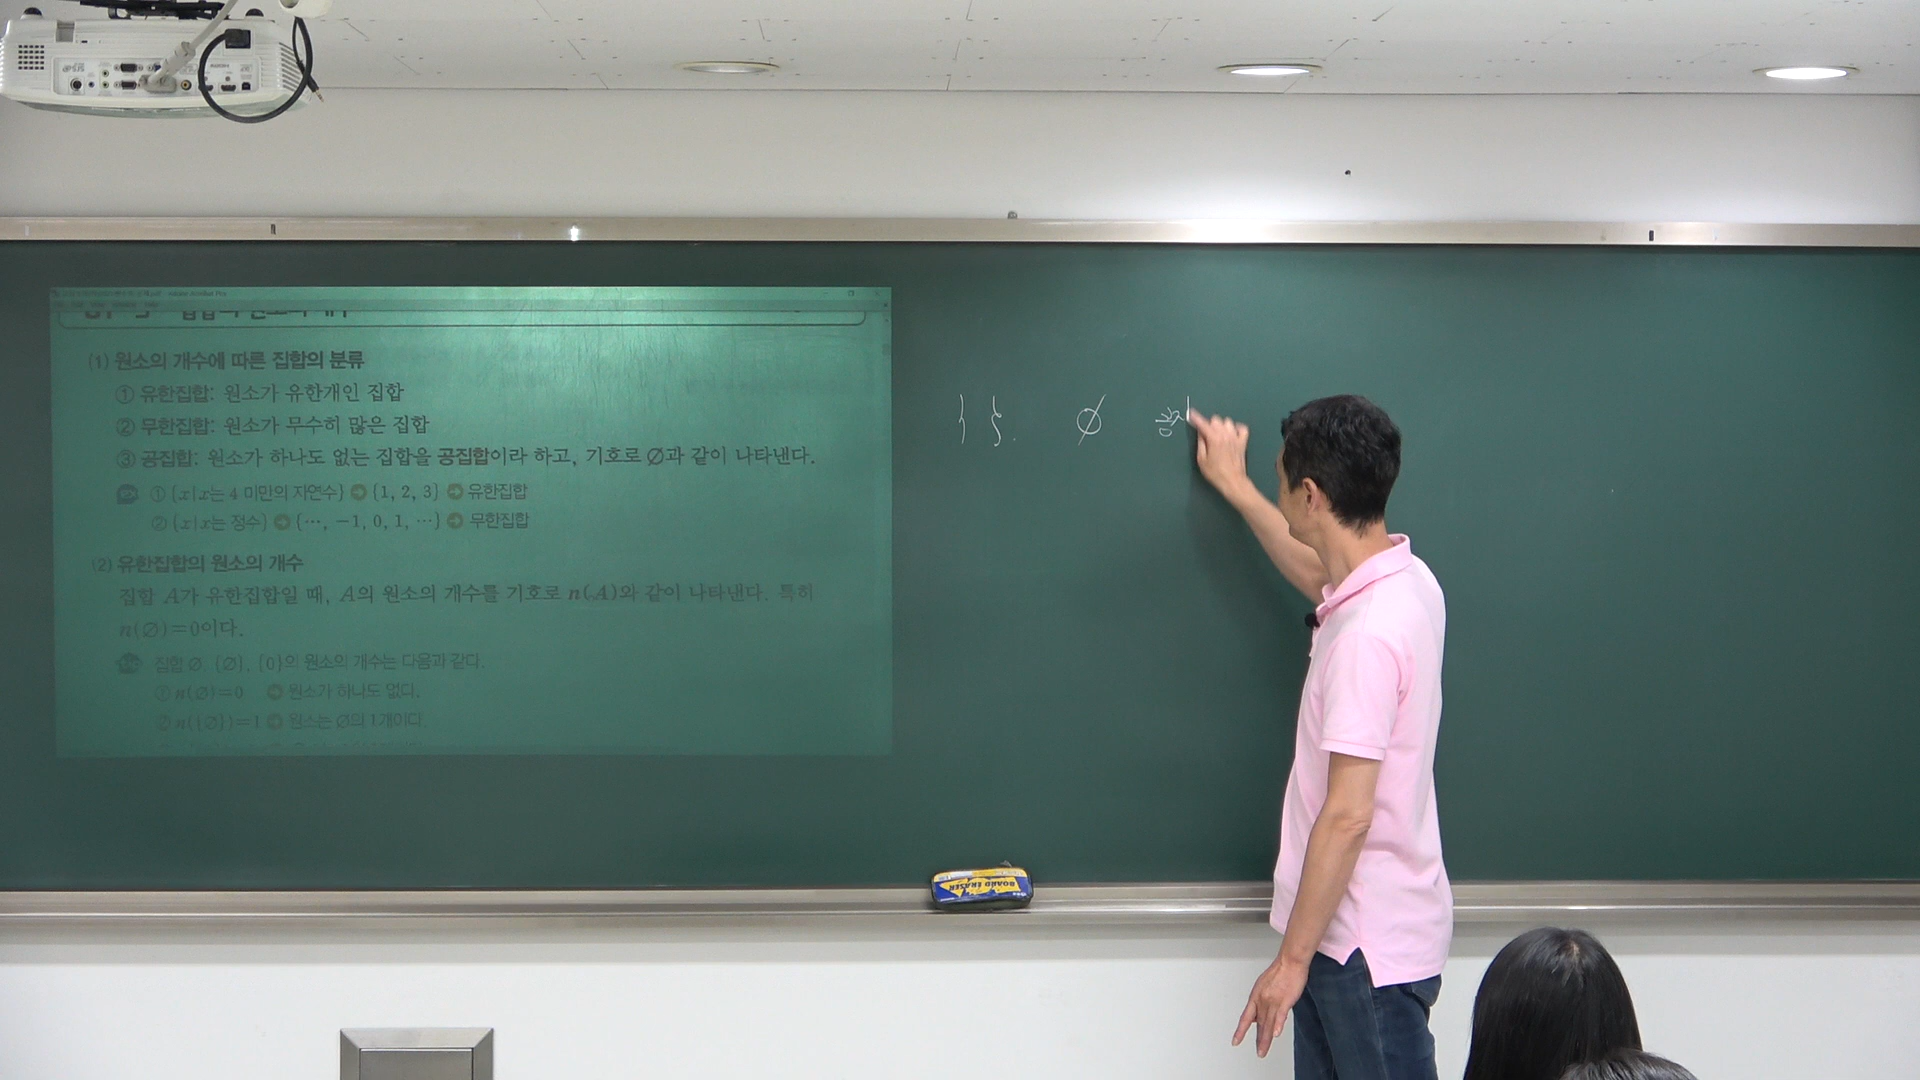 (1) 원소의 개수에 따른 집합의 분류
① 유한집합: 원소가 유한개인 집합
② 무한집합: 원소가 무수히 많은 집합
③ 공집합: 원소가 하나도 없는 집합을 공집합이라 하고, 기호로 ∅과 같이 나타낸다.
① {x|x는 4 미만의 자연수} ➡ {1, 2, 3} ➡ 유한집합
② {x|x는 정수} ➡ {⋯, −1, 0, 1, ⋯} ➡ 무한집합
(2) 유한집합의 원소의 개수
집합 A가 유한집합일 때, A의 원소의 개수를 기호로 n(A)와 같이 나타낸다. 특히
n(∅)=0이다.
집합 ∅, {∅}, {0}의 원소의 개수는 다음과 같다.
① n(∅)=0 ➡ 원소가 하나도 없다.
② n({∅})=1 ➡ 원소는 ∅의 1개이다.
{ }. ∅ 공
BOARD ERASER